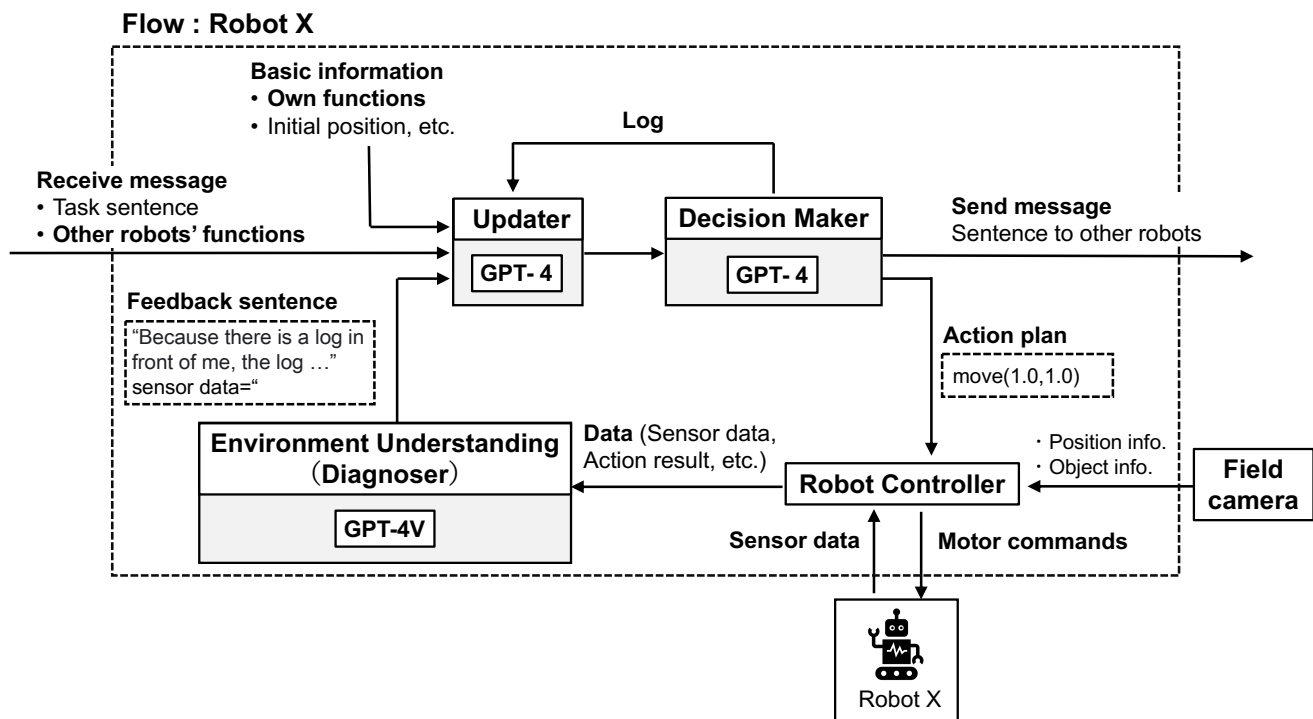 Flow : Robot X
Basic information
• Own functions
• Initial position, etc.
Log
Receive message
• Task sentence
• Other robots’ functions
Updater
GPT- 4
Decision Maker
GPT- 4
Send message
Sentence to other robots
Feedback sentence
“Because there is a log in
front of me, the log …”
sensor data=“
Action plan
move(1.0,1.0)
Environment Understanding
（Diagnoser）
GPT-4V
Data (Sensor data,
Action result, etc.)
Robot Controller
・Position info.
・Object info.
Field
camera
Sensor data
Motor commands
Robot X